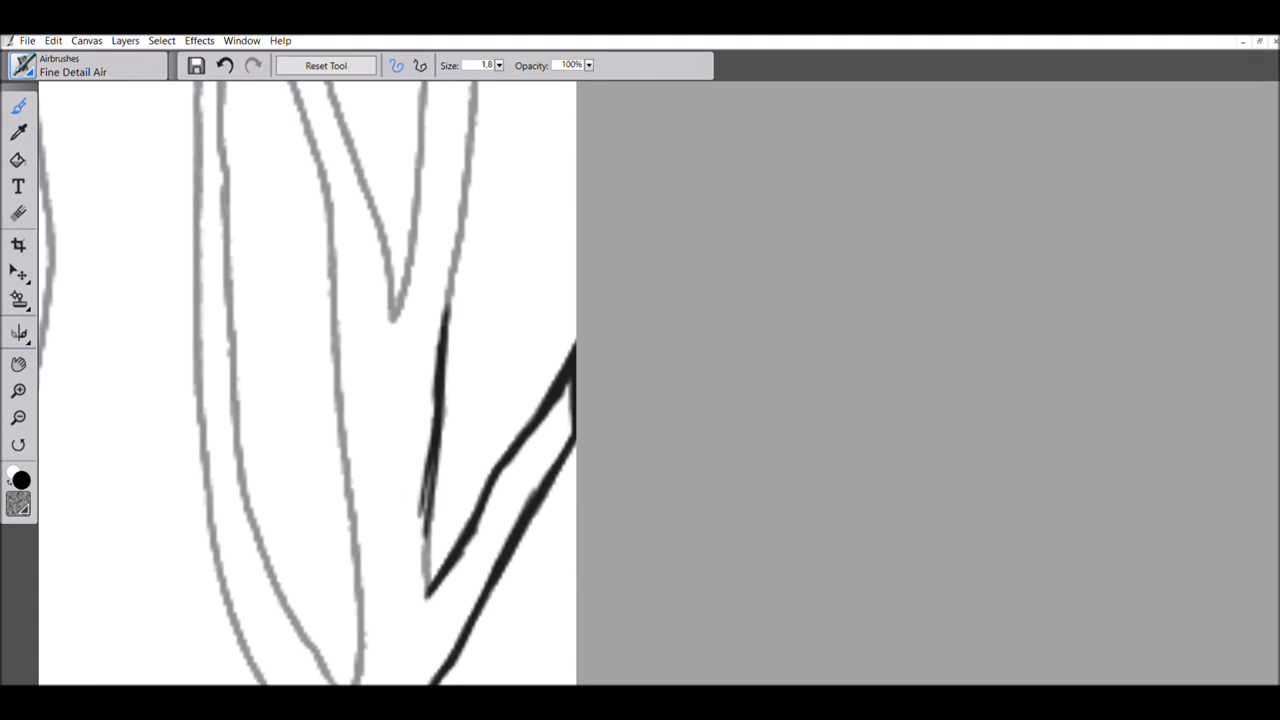 File Edit Canvas Layers Select Effects Window Help
Airbrushes
Fine Detail Air
Reset Tool Size: 1,8 Opacity: 100%
T